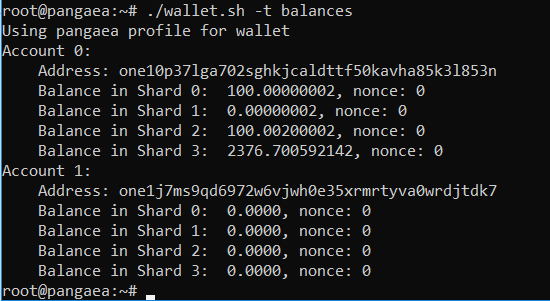 root@pangaea:~# ./wallet.sh -t balances
Using pangaea profile for wallet
Account 0:
    Address: one10p37lga702sghkjcaldttf50kavha85k3l853n
    Balance in Shard 0:  100.00000002, nonce: 0
    Balance in Shard 1:  0.00000002, nonce: 0
    Balance in Shard 2:  100.00200002, nonce: 0
    Balance in Shard 3:  2376.700592142, nonce: 0
Account 1:
    Address: one1j7ms9qd6972w6vjwh0e35xrmrtyva0wrdjtdk7
    Balance in Shard 0:  0.0000, nonce: 0
    Balance in Shard 1:  0.0000, nonce: 0
    Balance in Shard 2:  0.0000, nonce: 0
    Balance in Shard 3:  0.0000, nonce: 0
root@pangaea:~#